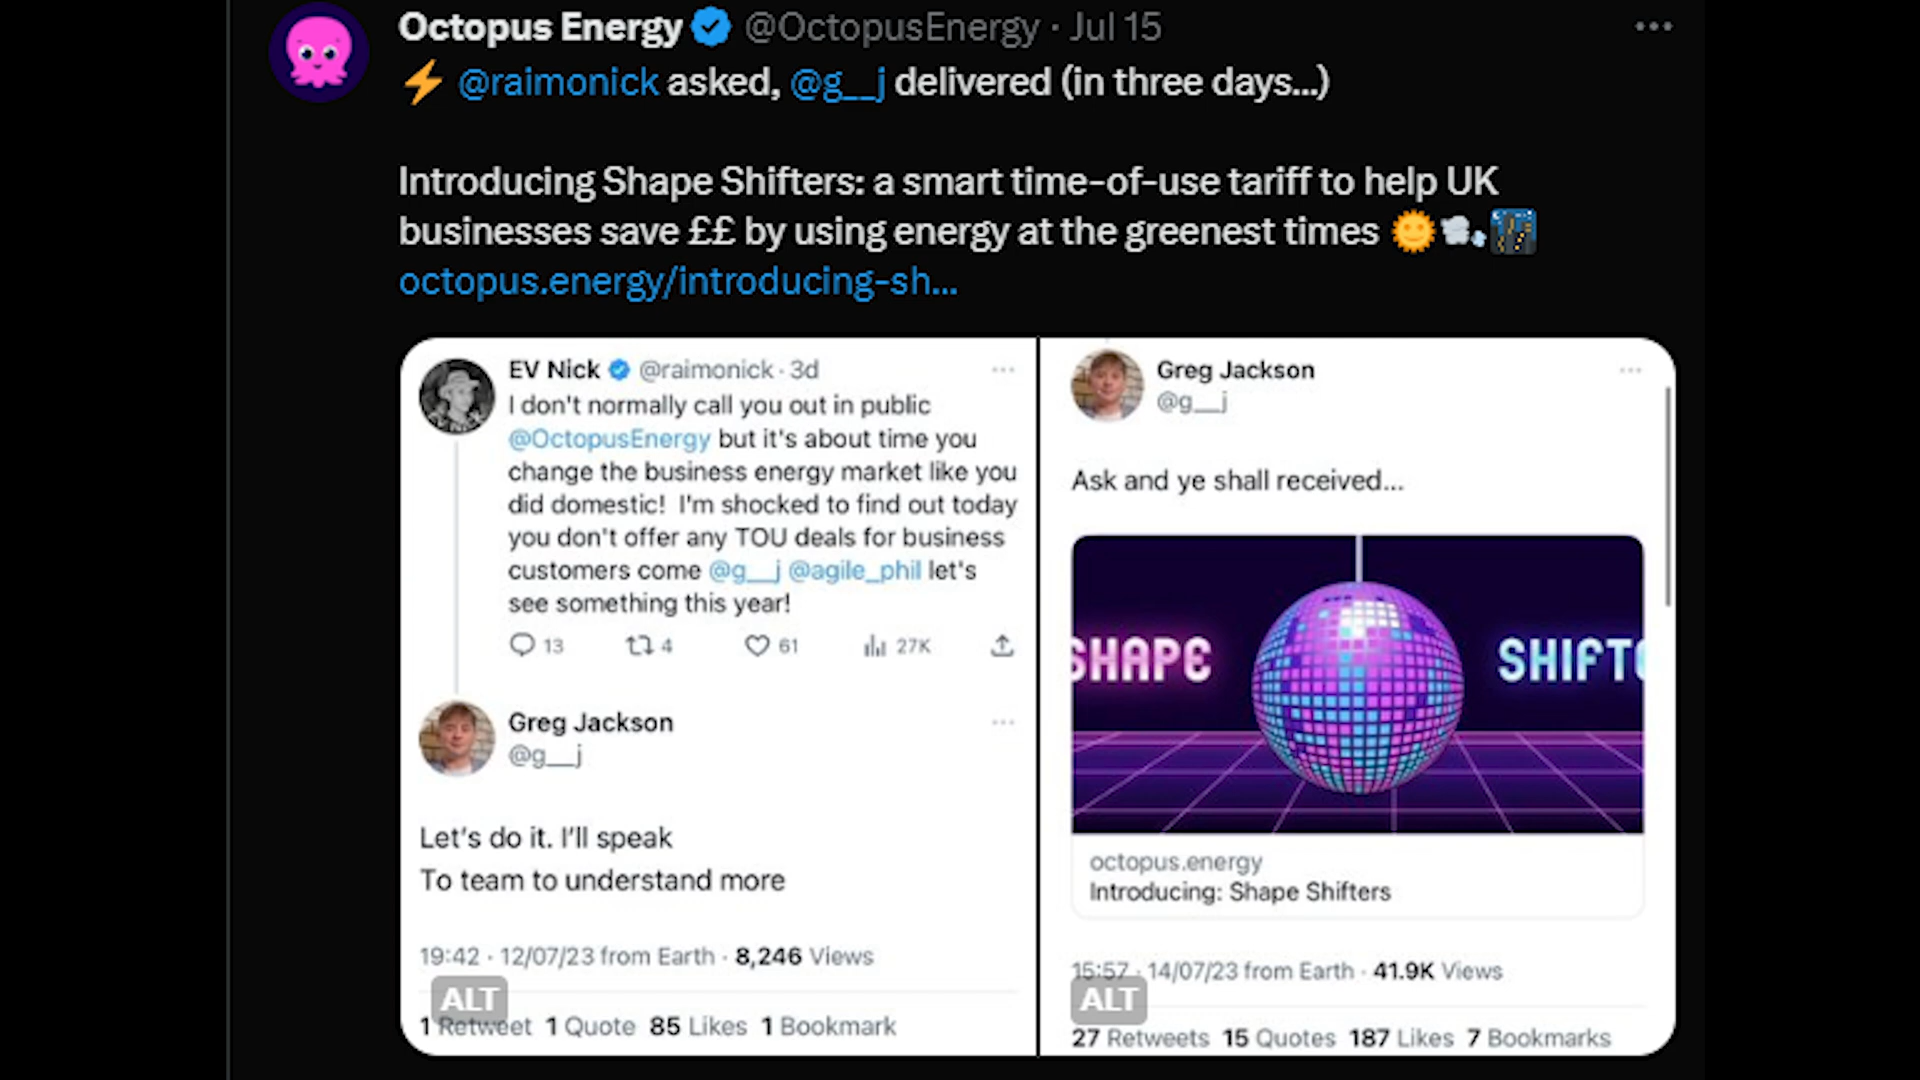 Octopus Energy @OctopusEnergy · Jul 15
⚡ @raimonick asked, @g__j delivered (in three days...)
Introducing Shape Shifters: a smart time-of-use tariff to help UK
businesses save ££ by using energy at the greenest times
octopus.energy/introducing-sh...
EV Nick @raimonick · 3d
I don't normally call you out in public
@OctopusEnergy but it's about time you
change the business energy market like you
did domestic! I'm shocked to find out today
you don't offer any TOU deals for business
customers come @g__j @agile_phil let's
see something this year!
13 4 61 27K
Greg Jackson
@g__j
Let's do it. I'll speak
To team to understand more
19:42 · 12/07/23 from Earth · 8,246 Views
ALT
1 Retweet 1 Quote 85 Likes 1 Bookmark
Greg Jackson
@g__j
Ask and ye shall received...
SHAPE SHIFTE
octopus.energy
Introducing: Shape Shifters
15:57 · 14/07/23 from Earth · 41.9K Views
ALT
27 Retweets 15 Quotes 187 Likes 7 Bookmarks